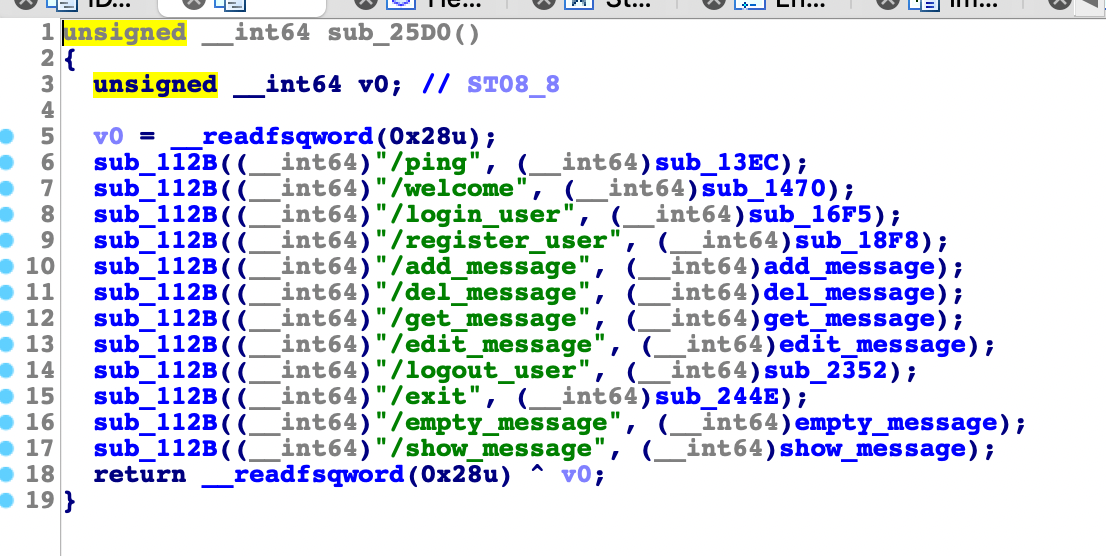 ID...
He...
St...
En...
Im...
1 unsigned __int64 sub_25D0()
2 {
3 unsigned __int64 v0; // ST08_8
4
5 v0 = __readfsqword(0x28u);
6 sub_112B((__int64)"/ping", (__int64)sub_13EC);
7 sub_112B((__int64)"/welcome", (__int64)sub_1470);
8 sub_112B((__int64)"/login_user", (__int64)sub_16F5);
9 sub_112B((__int64)"/register_user", (__int64)sub_18F8);
10 sub_112B((__int64)"/add_message", (__int64)add_message);
11 sub_112B((__int64)"/del_message", (__int64)del_message);
12 sub_112B((__int64)"/get_message", (__int64)get_message);
13 sub_112B((__int64)"/edit_message", (__int64)edit_message);
14 sub_112B((__int64)"/logout_user", (__int64)sub_2352);
15 sub_112B((__int64)"/exit", (__int64)sub_244E);
16 sub_112B((__int64)"/empty_message", (__int64)empty_message);
17 sub_112B((__int64)"/show_message", (__int64)show_message);
18 return __readfsqword(0x28u) ^ v0;
19 }